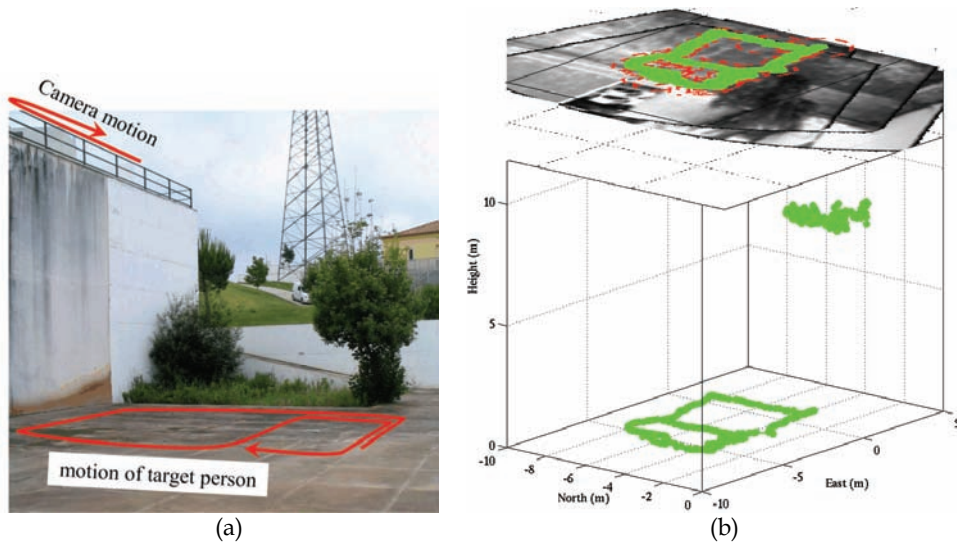 Camera motion
motion of target person
(a)
10
5
0
Height (m)
-10
-8
-6
-4
-2
0
North (m)
-10
-5
0
5
East (m)
(b)